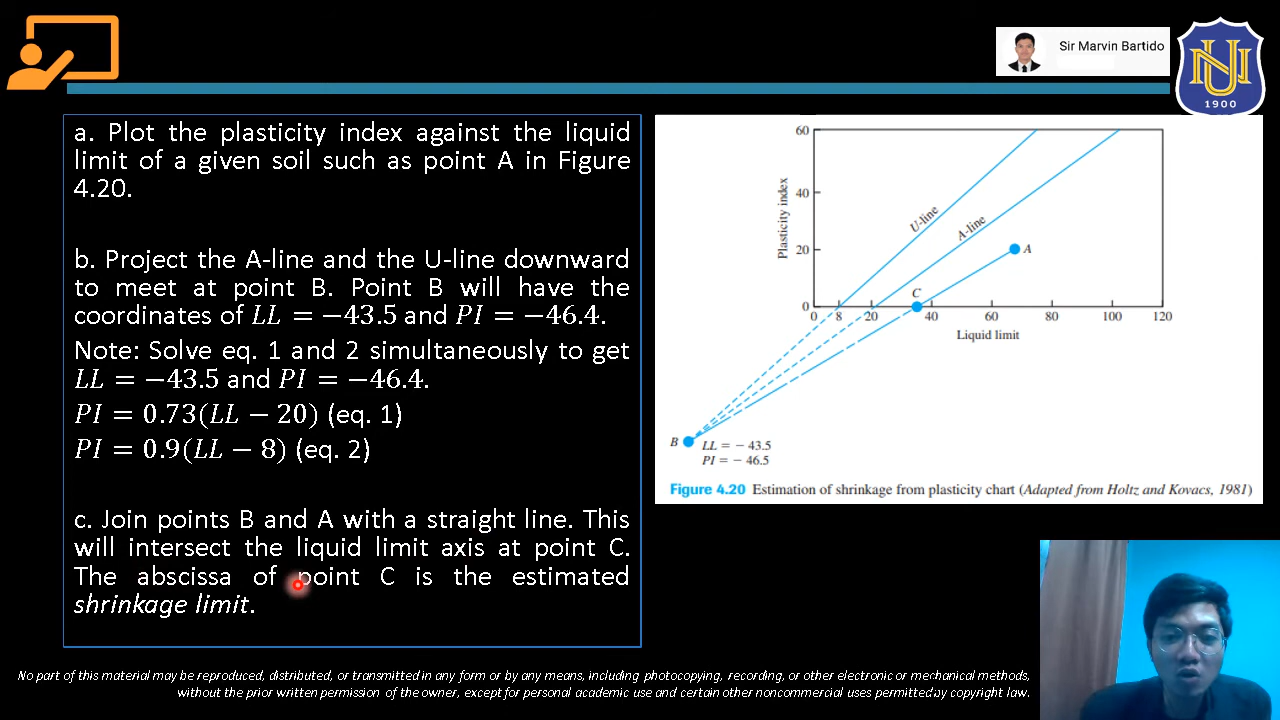 Sir Marvin Bartido
NU
1900
a. Plot the plasticity index against the liquid
limit of a given soil such as point A in Figure
4.20.
b. Project the A-line and the U-line downward
to meet at point B. Point B will have the
coordinates of LL = −43.5 and PI = −46.4.
Note: Solve eq. 1 and 2 simultaneously to get
LL = −43.5 and PI = −46.4.
PI = 0.73(LL − 20) (eq. 1)
PI = 0.9(LL − 8) (eq. 2)
c. Join points B and A with a straight line. This
will intersect the liquid limit axis at point C.
The abscissa of point C is the estimated
shrinkage limit.
60
40
20
0
Plasticity index
U-line
A-line
A
C
0 8 20 40 60 80 100 120
Liquid limit
B
LL = − 43.5
PI = − 46.5
Figure 4.20 Estimation of shrinkage from plasticity chart (Adapted from Holtz and Kovacs, 1981)
No part of this material may be reproduced, distributed, or transmitted in any form or by any means, including photocopying, recording, or other electronic or mechanical methods,
without the prior written permission of the owner, except for personal academic use and certain other noncommercial uses permitted by copyright law.